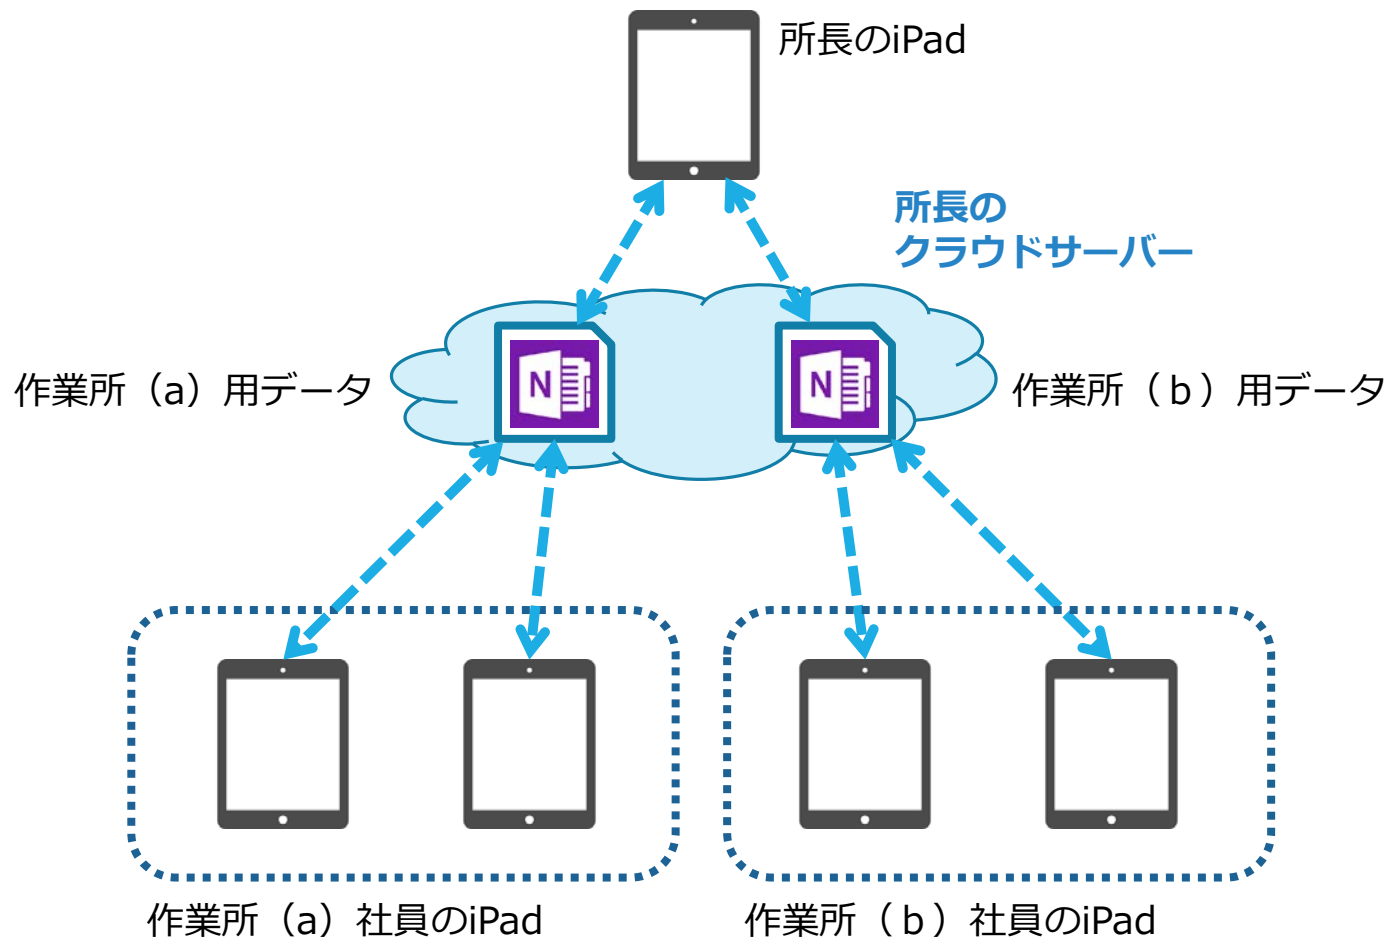 所長のiPad
所長の
クラウドサーバー
作業所（a）用データ
N
N
作業所（ｂ）用データ
作業所（a）社員のiPad
作業所（ｂ）社員のiPad